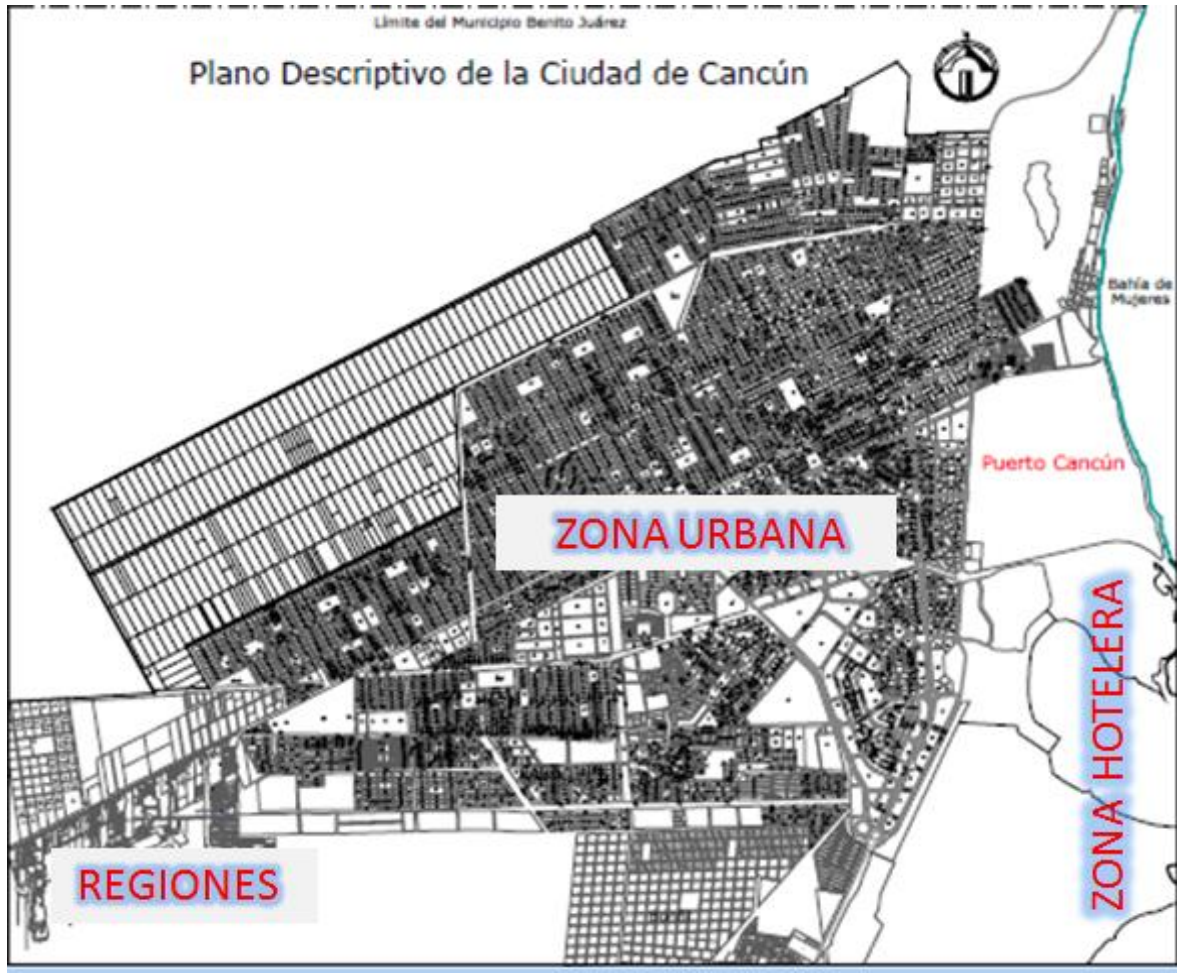 Límite del Municipio Benito Juárez
Plano Descriptivo de la Ciudad de Cancún
Bahía de
Mujeres
Puerto Cancún
ZONA URBANA
ZONA HOTELERA
REGIONES